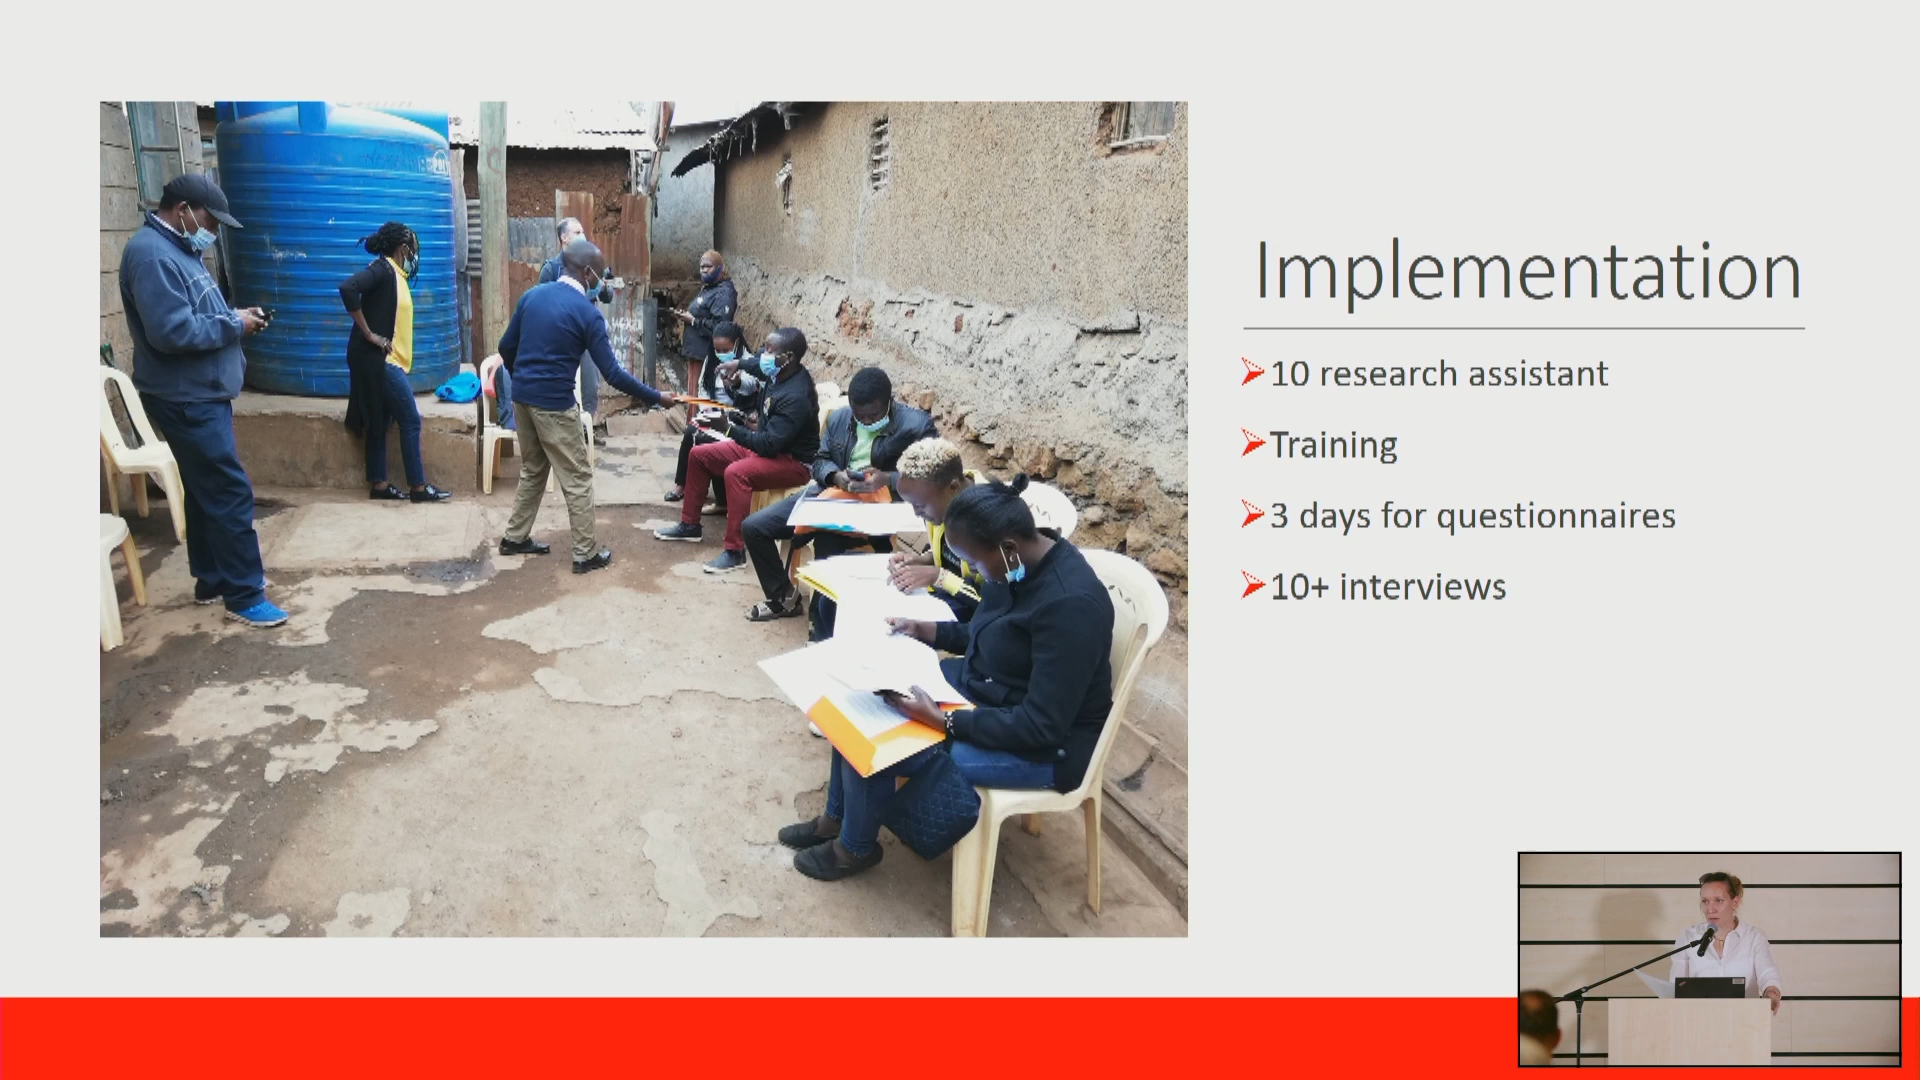 Implementation
10 research assistant
Training
3 days for questionnaires
10+ interviews